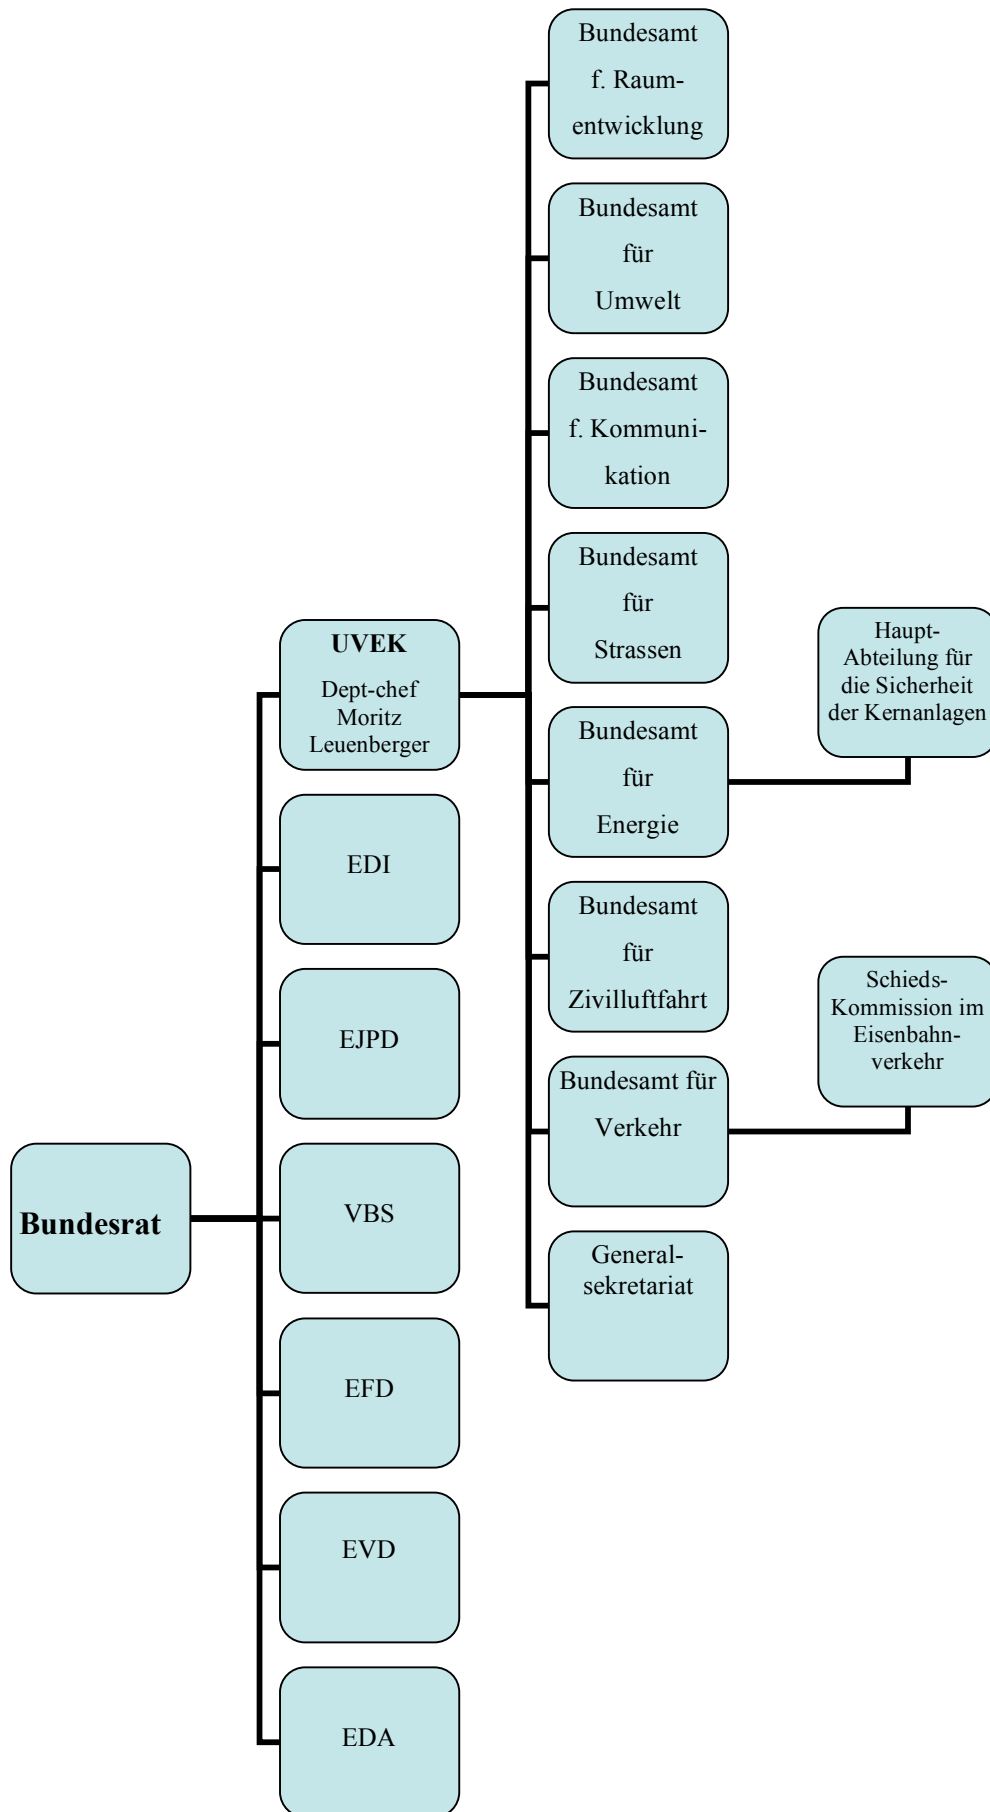 Bundesamt
f. Raum-
entwicklung
Bundesamt
für
Umwelt
Bundesamt
f. Kommuni-
kation
Bundesamt
für
Strassen
UVEK
Dept-chef
Moritz
Leuenberger
Haupt-
Abteilung für
die Sicherheit
der Kernanlagen
Bundesamt
für
Energie
EDI
Bundesamt
für
Zivilluftfahrt
Schieds-
Kommission im
Eisenbahn-
verkehr
EJPD
Bundesamt für
Verkehr
Bundesrat
VBS
General-
sekretariat
EFD
EVD
EDA